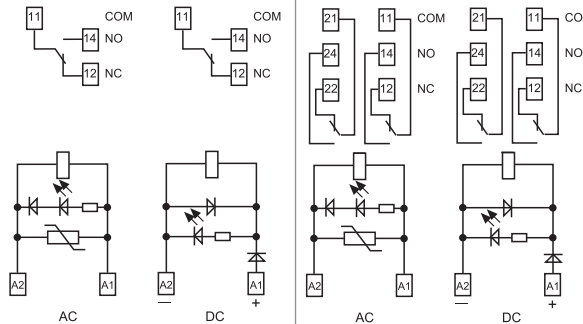 11 COM 11 COM 21 11 COM 21 11 CO
14 NO 14 NO 24 14 NO 24 14 NO
12 NC 12 NC 22 12 NC 22 12 NC
A2 A1 A2 A1 A2 A1 A2 A1
— + — +
AC DC AC DC